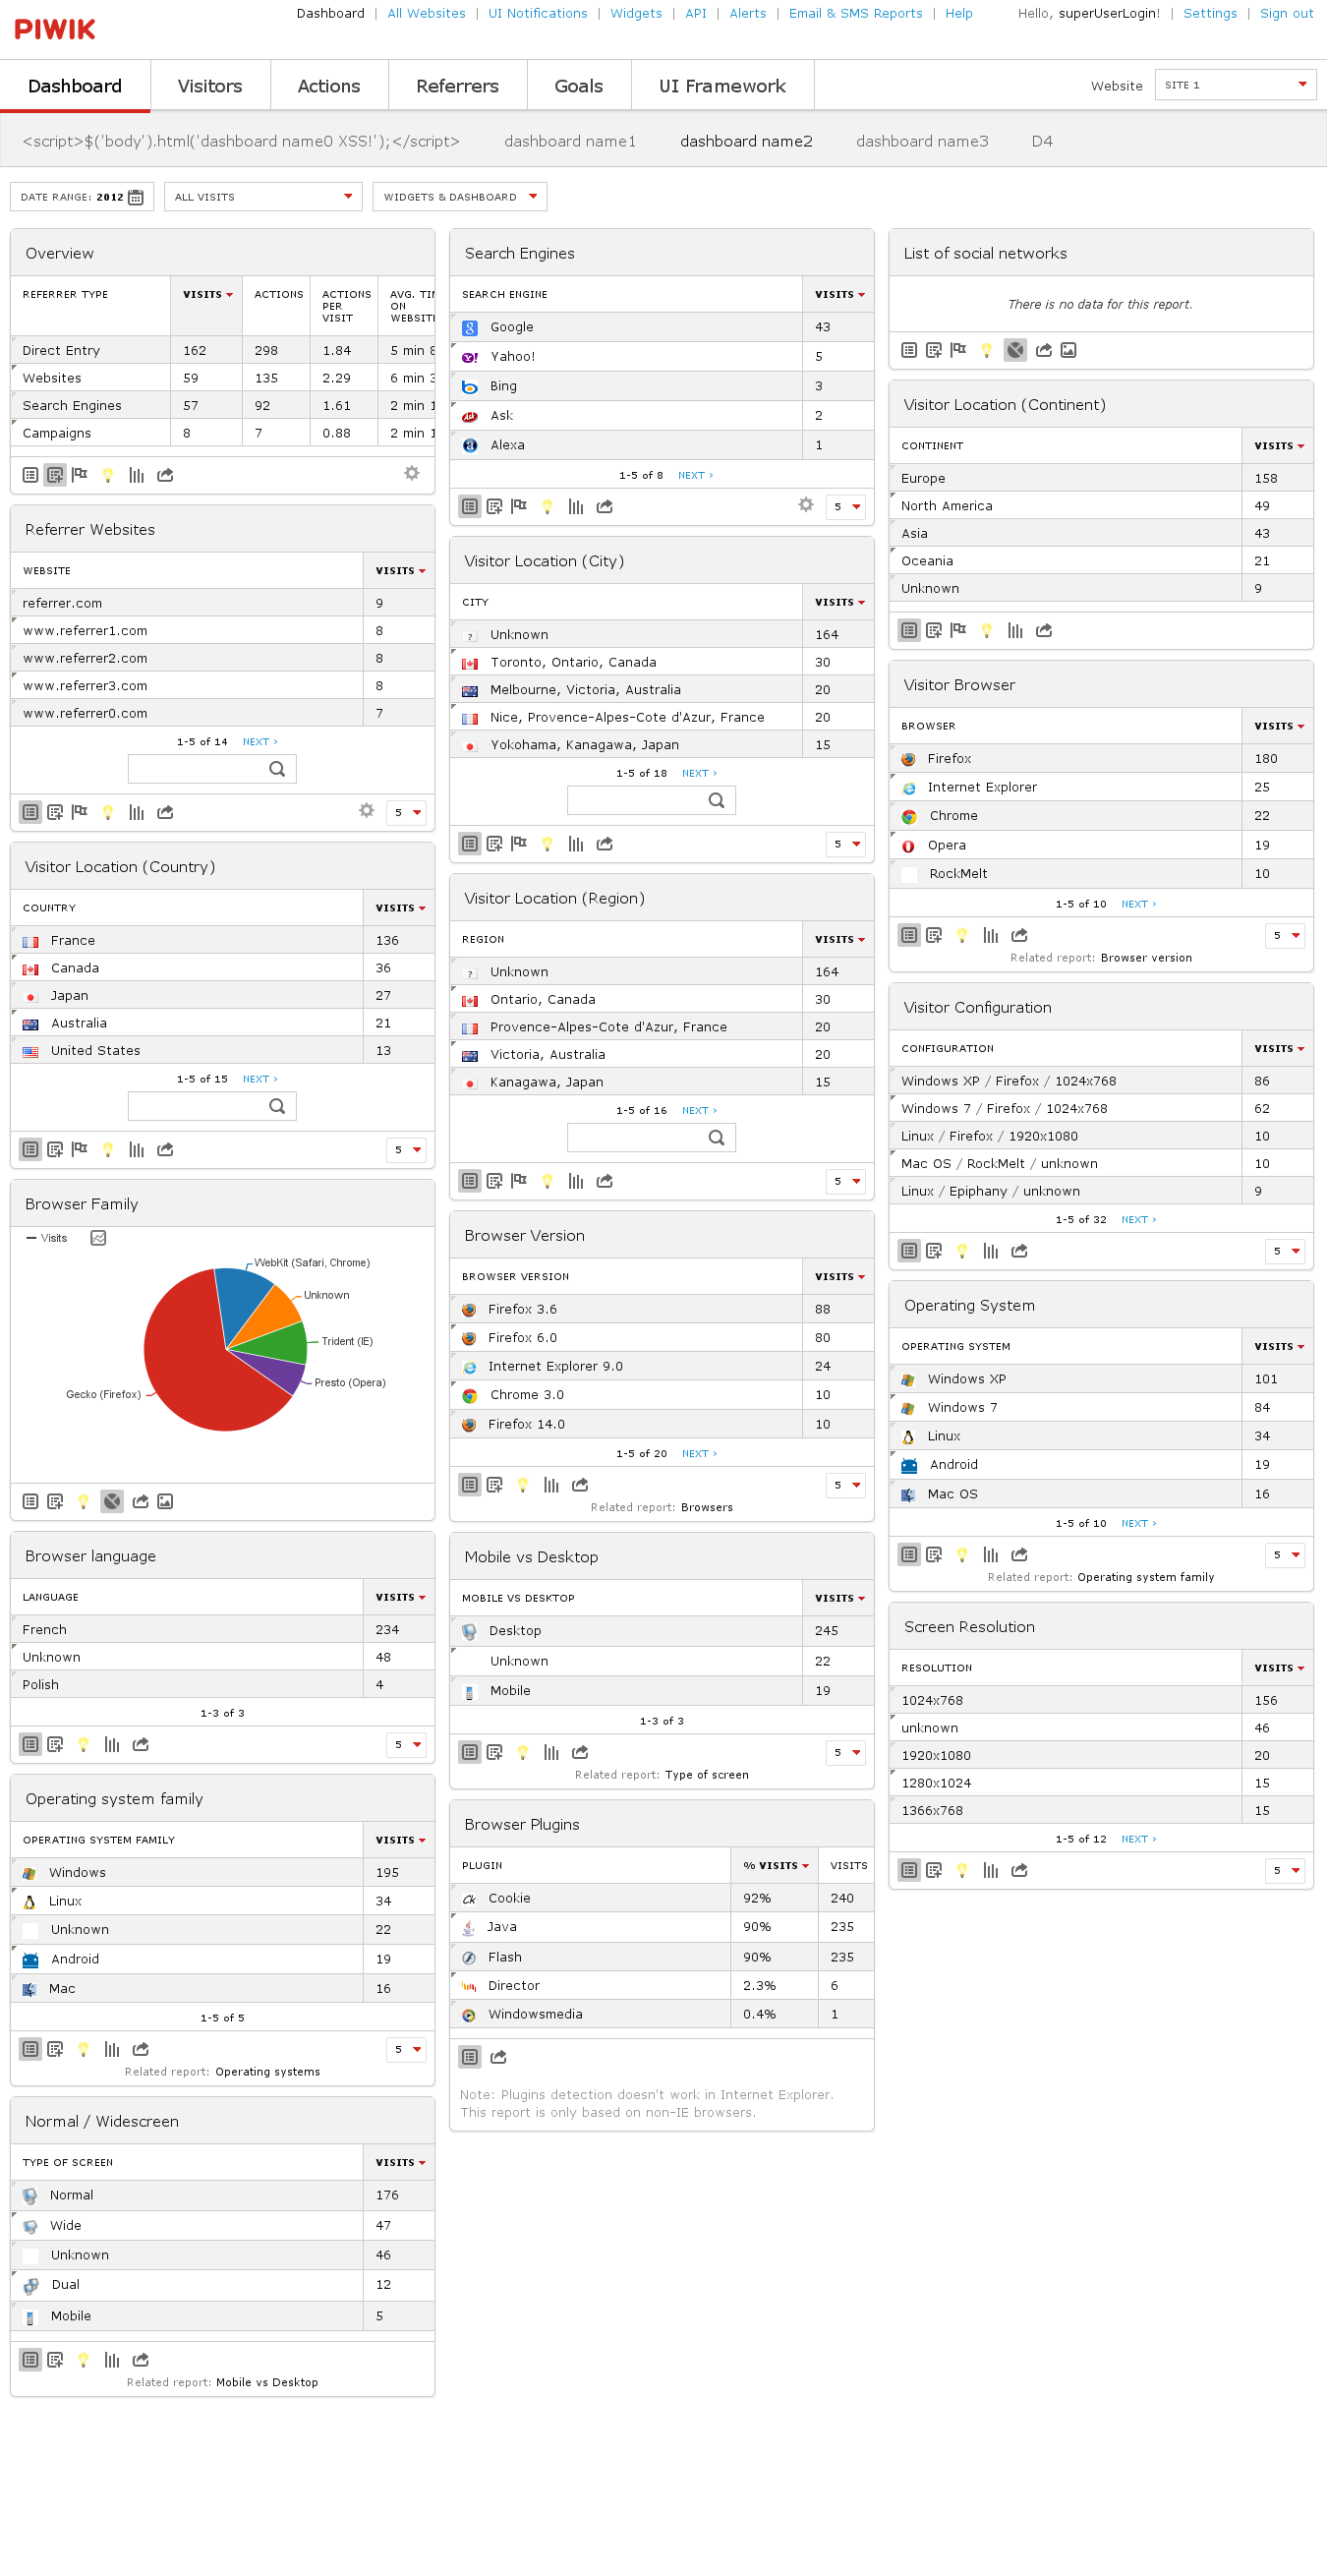 PIWIK
Dashboard | All Websites | UI Notifications | Widgets | API | Alerts | Email & SMS Reports | Help
Hello, superUserLogin! | Settings | Sign out
Dashboard Visitors Actions Referrers Goals UI Framework
Website SITE 1
<script>$('body').html('dashboard name0 XSS!');</script> dashboard name1 dashboard name2 dashboard name3 D4
DATE RANGE: 2012 ALL VISITS WIDGETS & DASHBOARD
Overview
REFERRER TYPE VISITS ACTIONS ACTIONS PER VISIT AVG. TIM ON WEBSITE
Direct Entry 162 298 1.84 5 min 8
Websites 59 135 2.29 6 min 3
Search Engines 57 92 1.61 2 min 1
Campaigns 8 7 0.88 2 min 1
Referrer Websites
WEBSITE VISITS
referrer.com 9
www.referrer1.com 8
www.referrer2.com 8
www.referrer3.com 8
www.referrer0.com 7
1-5 of 14 NEXT ›
5
Visitor Location (Country)
COUNTRY VISITS
France 136
Canada 36
Japan 27
Australia 21
United States 13
1-5 of 15 NEXT ›
5
Browser Family
Visits
WebKit (Safari, Chrome)
Unknown
Trident (IE)
Presto (Opera)
Gecko (Firefox)
Browser language
LANGUAGE VISITS
French 234
Unknown 48
Polish 4
1-3 of 3
5
Operating system family
OPERATING SYSTEM FAMILY VISITS
Windows 195
Linux 34
Unknown 22
Android 19
Mac 16
1-5 of 5
5
Related report: Operating systems
Normal / Widescreen
TYPE OF SCREEN VISITS
Normal 176
Wide 47
Unknown 46
Dual 12
Mobile 5
Related report: Mobile vs Desktop
Search Engines
SEARCH ENGINE VISITS
Google 43
Yahoo! 5
Bing 3
Ask 2
Alexa 1
1-5 of 8 NEXT ›
5
Visitor Location (City)
CITY VISITS
Unknown 164
Toronto, Ontario, Canada 30
Melbourne, Victoria, Australia 20
Nice, Provence-Alpes-Cote d'Azur, France 20
Yokohama, Kanagawa, Japan 15
1-5 of 18 NEXT ›
5
Visitor Location (Region)
REGION VISITS
Unknown 164
Ontario, Canada 30
Provence-Alpes-Cote d'Azur, France 20
Victoria, Australia 20
Kanagawa, Japan 15
1-5 of 16 NEXT ›
5
Browser Version
BROWSER VERSION VISITS
Firefox 3.6 88
Firefox 6.0 80
Internet Explorer 9.0 24
Chrome 3.0 10
Firefox 14.0 10
1-5 of 20 NEXT ›
5
Related report: Browsers
Mobile vs Desktop
MOBILE VS DESKTOP VISITS
Desktop 245
Unknown 22
Mobile 19
1-3 of 3
5
Related report: Type of screen
Browser Plugins
PLUGIN % VISITS VISITS
Cookie 92% 240
Java 90% 235
Flash 90% 235
Director 2.3% 6
Windowsmedia 0.4% 1
Note: Plugins detection doesn't work in Internet Explorer.
This report is only based on non-IE browsers.
List of social networks
There is no data for this report.
Visitor Location (Continent)
CONTINENT VISITS
Europe 158
North America 49
Asia 43
Oceania 21
Unknown 9
Visitor Browser
BROWSER VISITS
Firefox 180
Internet Explorer 25
Chrome 22
Opera 19
RockMelt 10
1-5 of 10 NEXT ›
5
Related report: Browser version
Visitor Configuration
CONFIGURATION VISITS
Windows XP / Firefox / 1024x768 86
Windows 7 / Firefox / 1024x768 62
Linux / Firefox / 1920x1080 10
Mac OS / RockMelt / unknown 10
Linux / Epiphany / unknown 9
1-5 of 32 NEXT ›
5
Operating System
OPERATING SYSTEM VISITS
Windows XP 101
Windows 7 84
Linux 34
Android 19
Mac OS 16
1-5 of 10 NEXT ›
5
Related report: Operating system family
Screen Resolution
RESOLUTION VISITS
1024x768 156
unknown 46
1920x1080 20
1280x1024 15
1366x768 15
1-5 of 12 NEXT ›
5